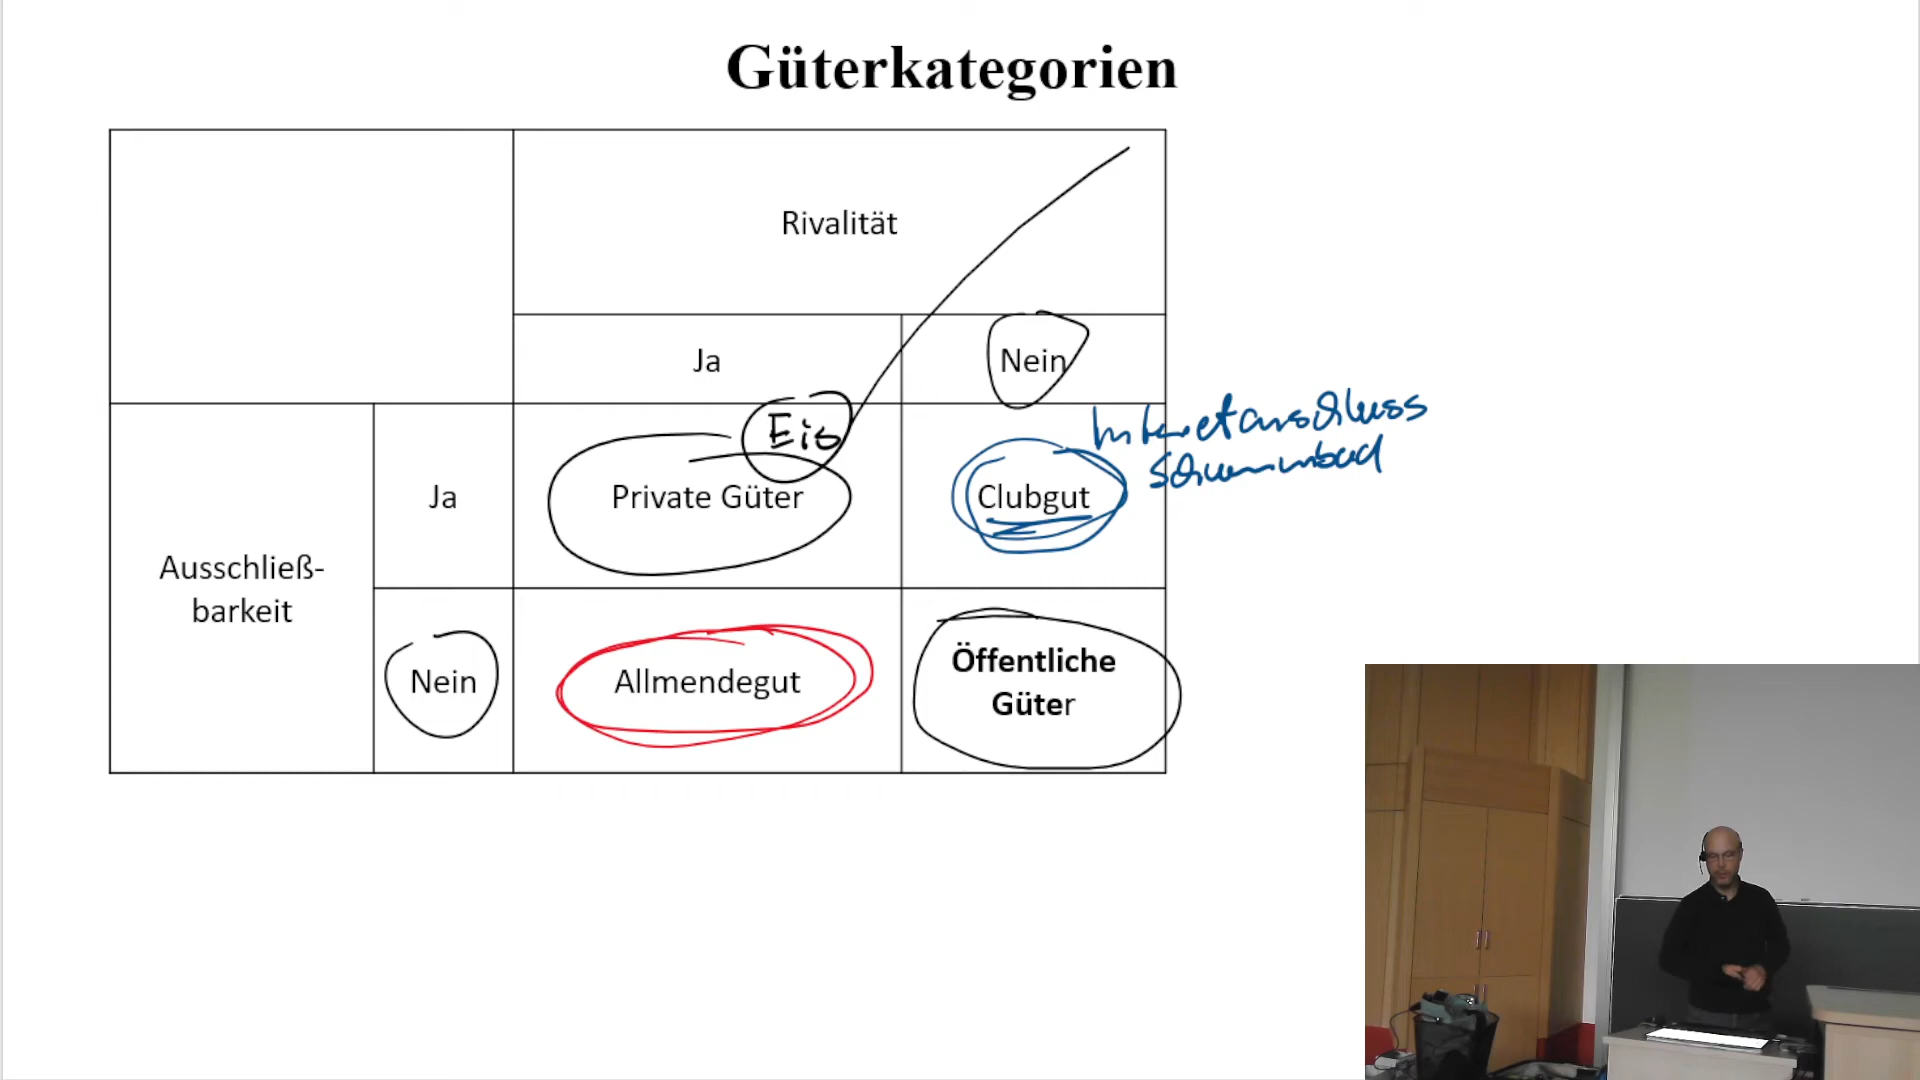 Güterkategorien
Rivalität
Ja
Nein
Eis
Internetanschluss
Schwimmbad
Ja
Private Güter
Clubgut
Ausschließ-
barkeit
Nein
Allmendegut
Öffentliche
Güter